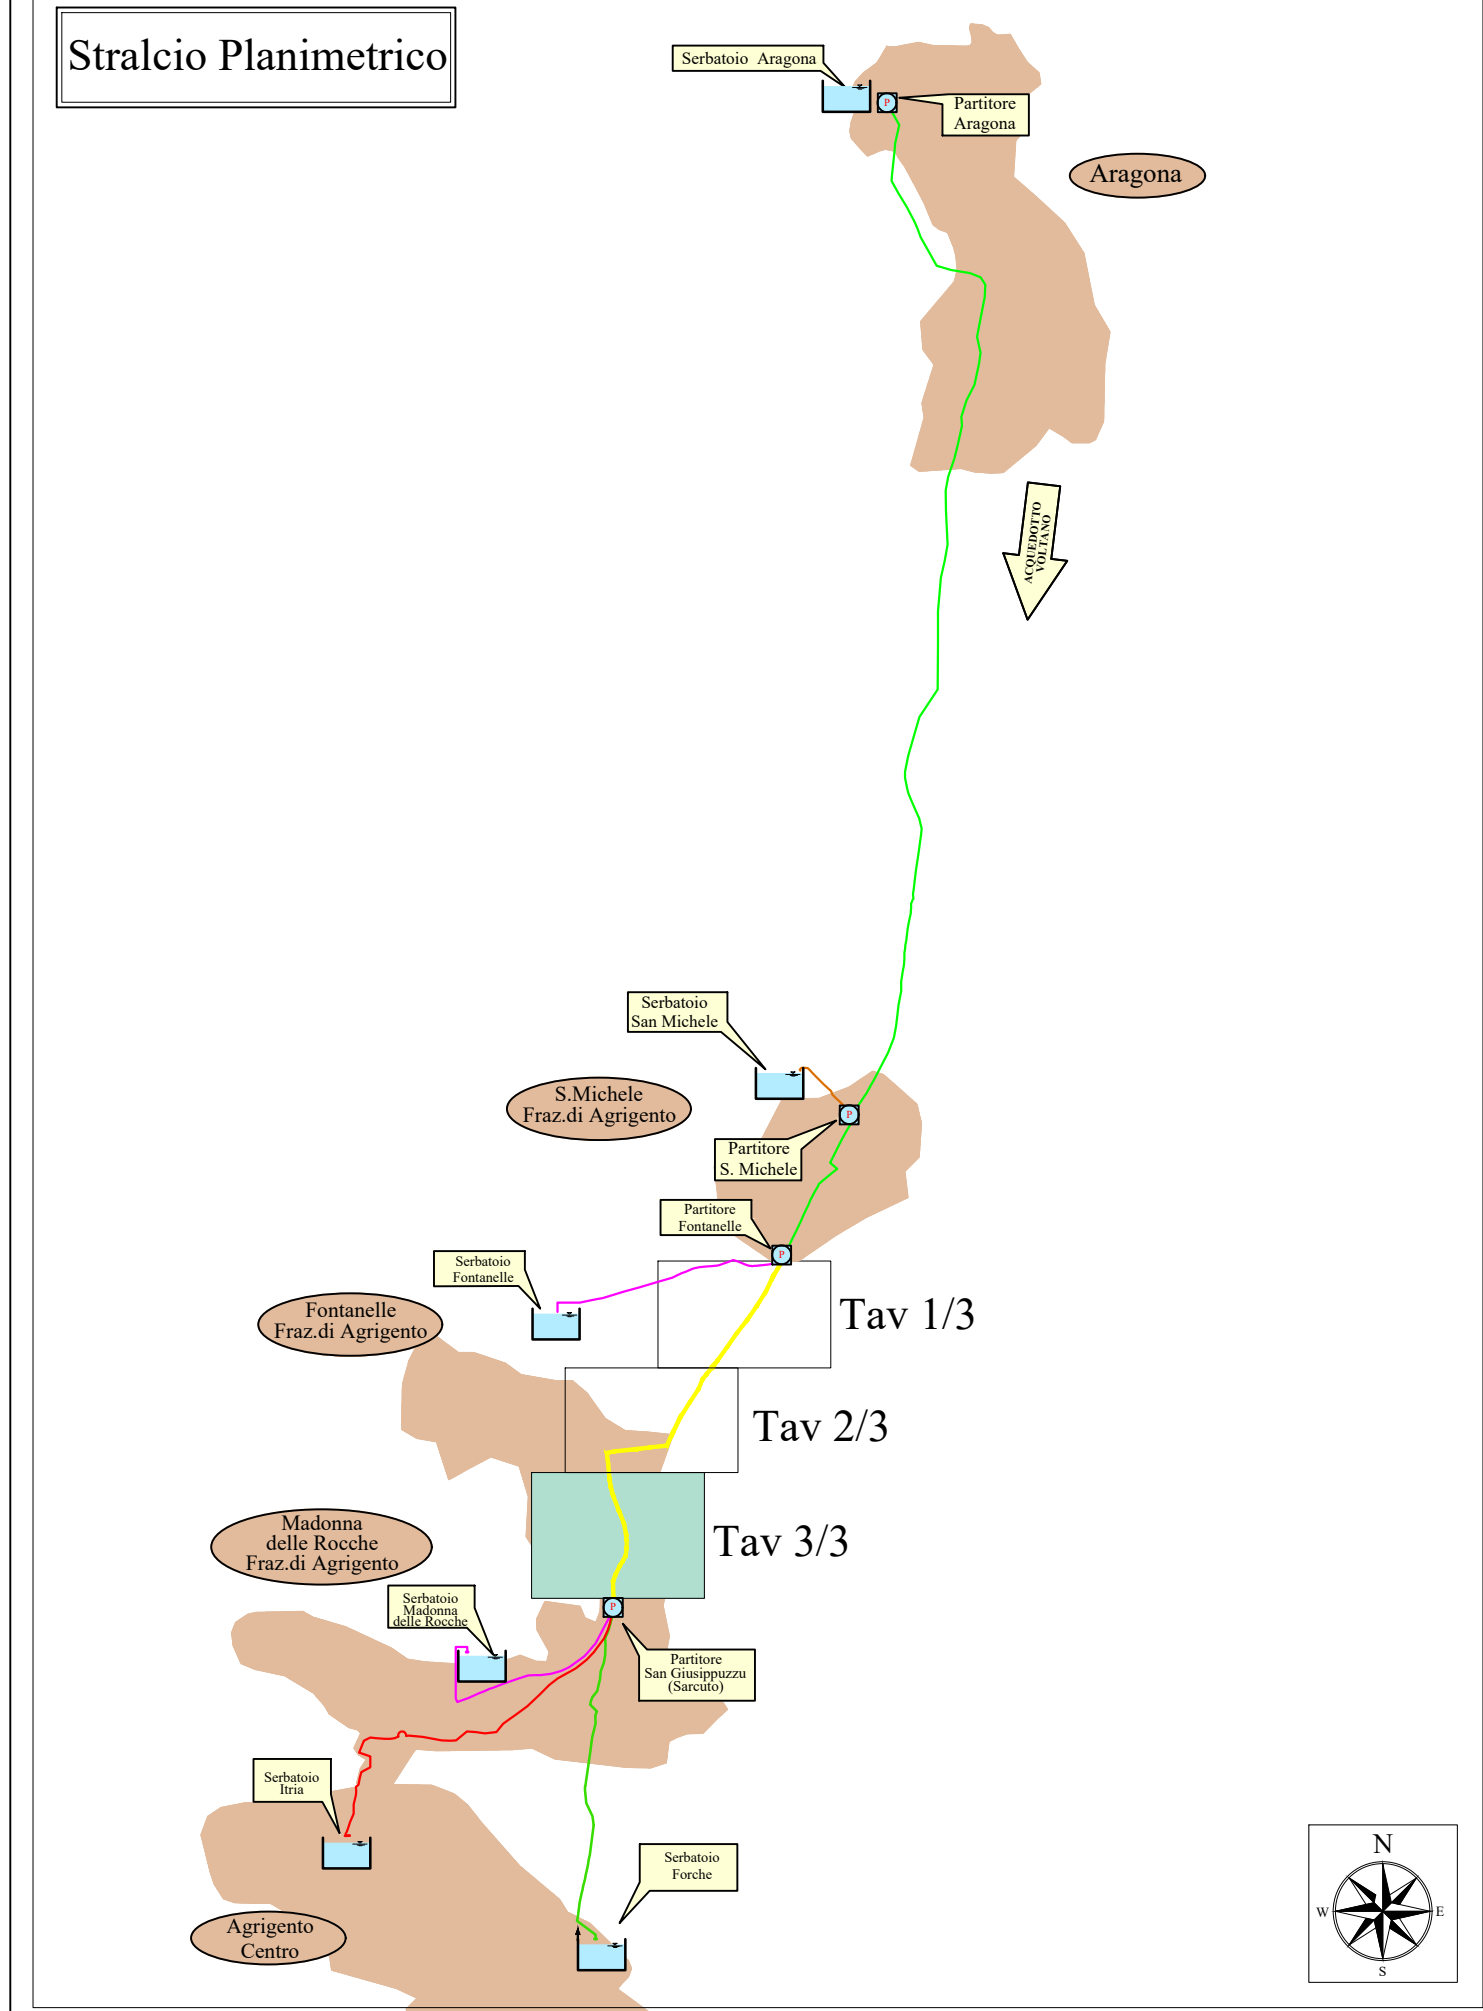 Stralcio Planimetrico
Serbatoio Aragona
P
Partitore
Aragona
Aragona
ACQUEDOTTO
VOLTANO
Serbatoio
San Michele
S.Michele
Fraz.di Agrigento
P
Partitore
S. Michele
Partitore
Fontanelle
P
Serbatoio
Fontanelle
Fontanelle
Fraz.di Agrigento
Tav 1/3
Tav 2/3
Tav 3/3
Madonna
delle Rocche
Fraz.di Agrigento
Serbatoio
Madonna
delle Rocche
P
Partitore
San Giusippuzzu
(Sarcuto)
Serbatoio
Itria
Serbatoio
Forche
Agrigento
Centro
N
W
E
S